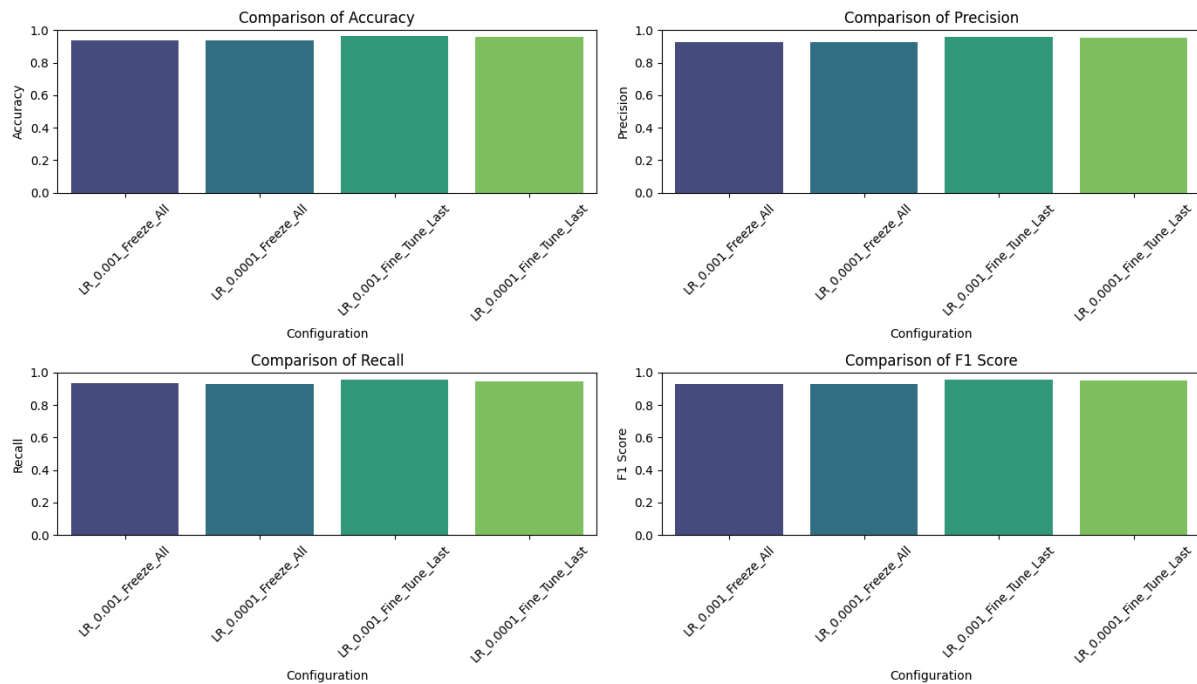 Comparison of Accuracy
1.0
0.8
0.6
0.4
0.2
0.0
Accuracy
LR_0.001_Freeze_All
LR_0.0001_Freeze_All
LR_0.001_Fine_Tune_Last
LR_0.0001_Fine_Tune_Last
Configuration
Comparison of Precision
1.0
0.8
0.6
0.4
0.2
0.0
Precision
LR_0.001_Freeze_All
LR_0.0001_Freeze_All
LR_0.001_Fine_Tune_Last
LR_0.0001_Fine_Tune_Last
Configuration
Comparison of Recall
1.0
0.8
0.6
0.4
0.2
0.0
Recall
LR_0.001_Freeze_All
LR_0.0001_Freeze_All
LR_0.001_Fine_Tune_Last
LR_0.0001_Fine_Tune_Last
Configuration
Comparison of F1 Score
1.0
0.8
0.6
0.4
0.2
0.0
F1 Score
LR_0.001_Freeze_All
LR_0.0001_Freeze_All
LR_0.001_Fine_Tune_Last
LR_0.0001_Fine_Tune_Last
Configuration